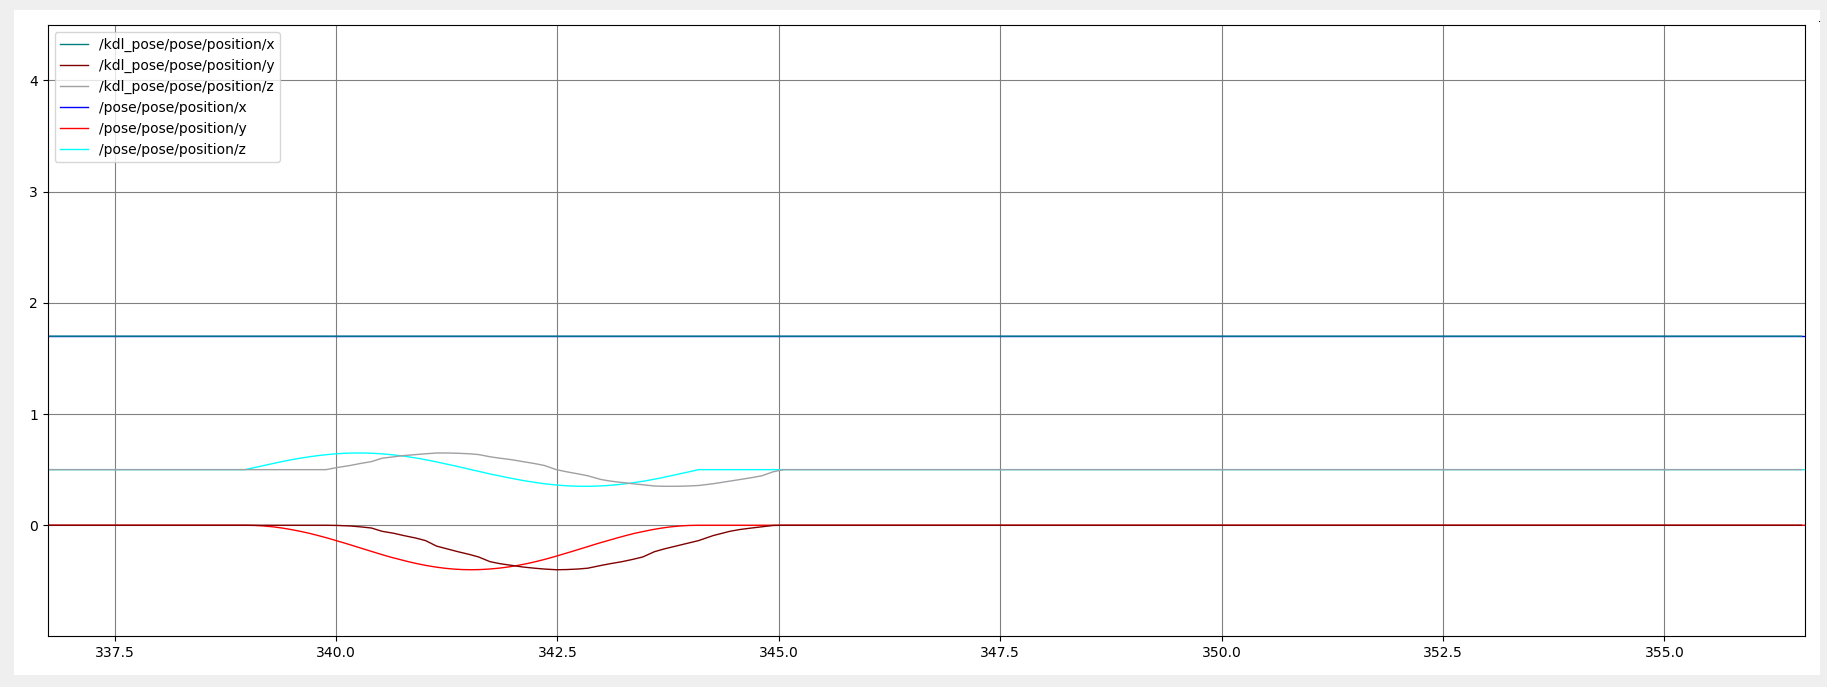 /kdl_pose/pose/position/x
/kdl_pose/pose/position/y
/kdl_pose/pose/position/z
/pose/pose/position/x
/pose/pose/position/y
/pose/pose/position/z
4
3
2
1
0
337.5 340.0 342.5 345.0 347.5 350.0 352.5 355.0